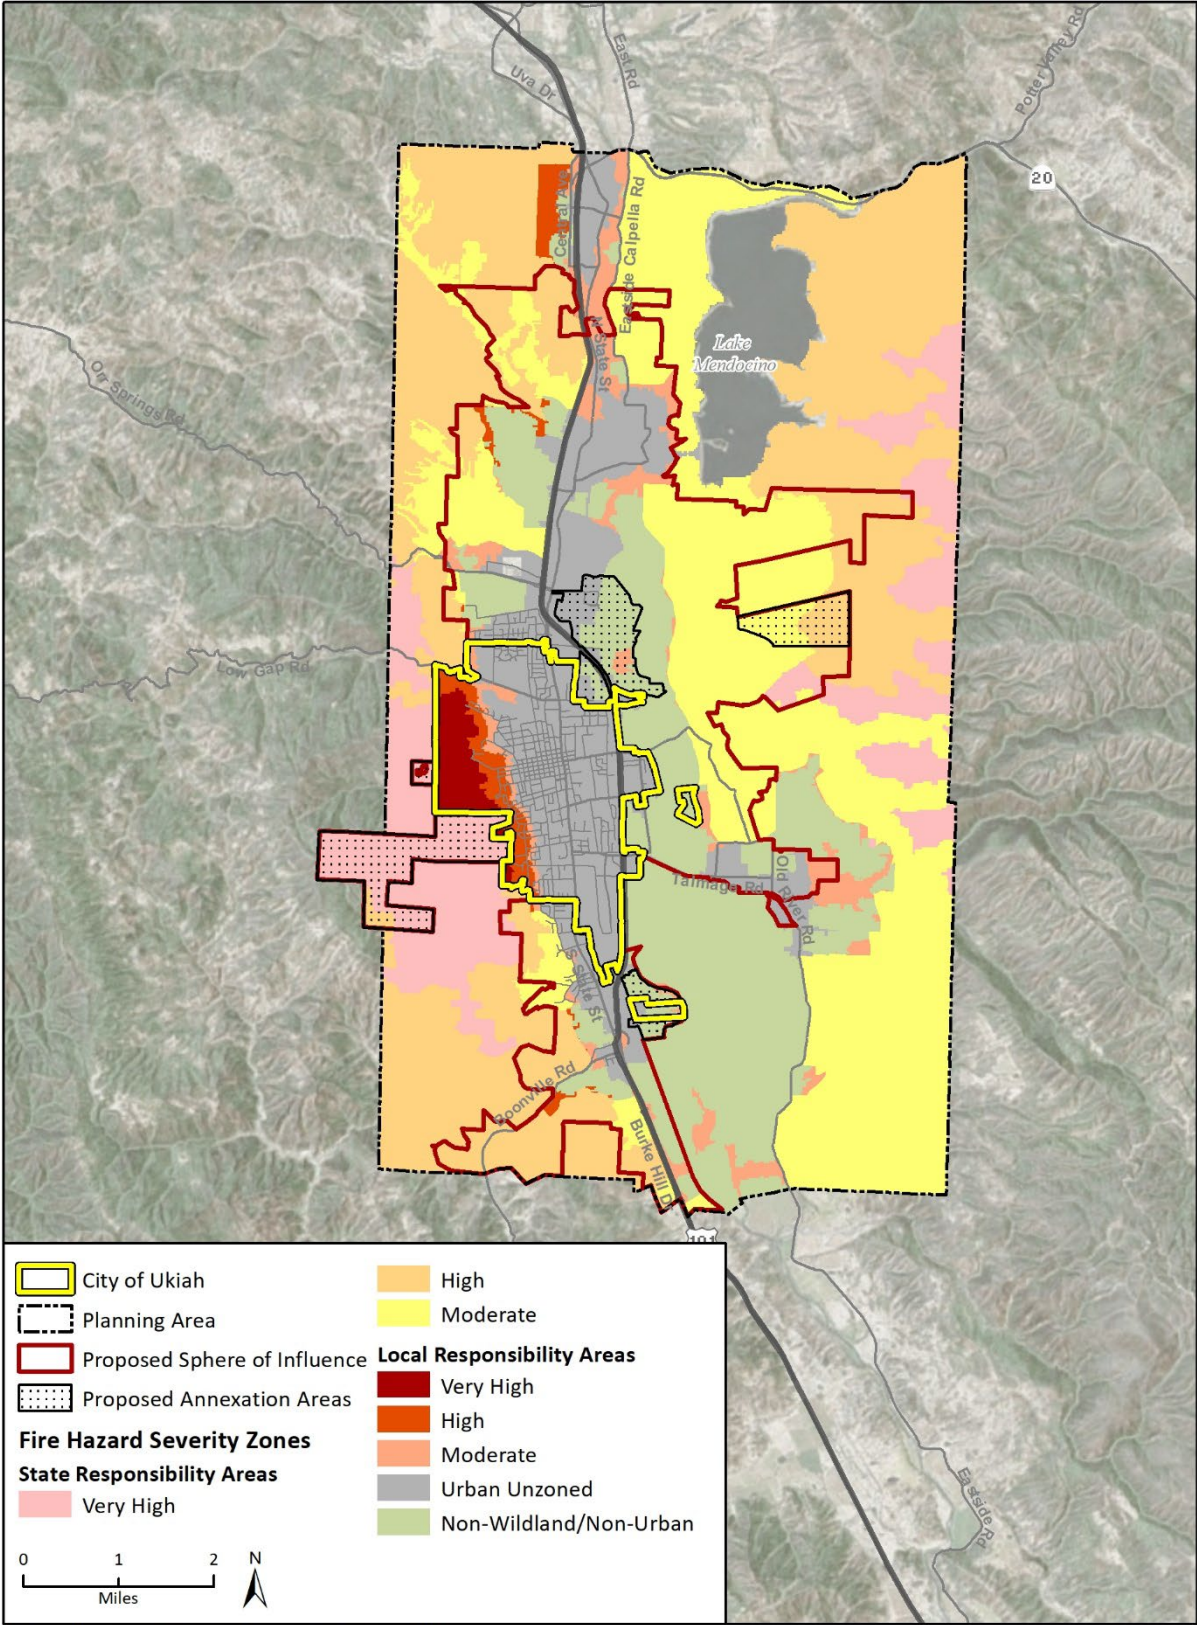 East Rd
Uva Dr
Potter Valley Rd
20
Central Ave
Eastside Calpella Rd
N State St
Lake
Mendocino
Orr Springs Rd
Low Gap Rd
Talmage Rd
Old River Rd
S State St
Boonville Rd
Burke Hill Dr
101
Eastside Rd
City of Ukiah
Planning Area
Proposed Sphere of Influence
Proposed Annexation Areas
Fire Hazard Severity Zones
State Responsibility Areas
Very High
High
Moderate
Local Responsibility Areas
Very High
High
Moderate
Urban Unzoned
Non-Wildland/Non-Urban
0 1 2
Miles
N